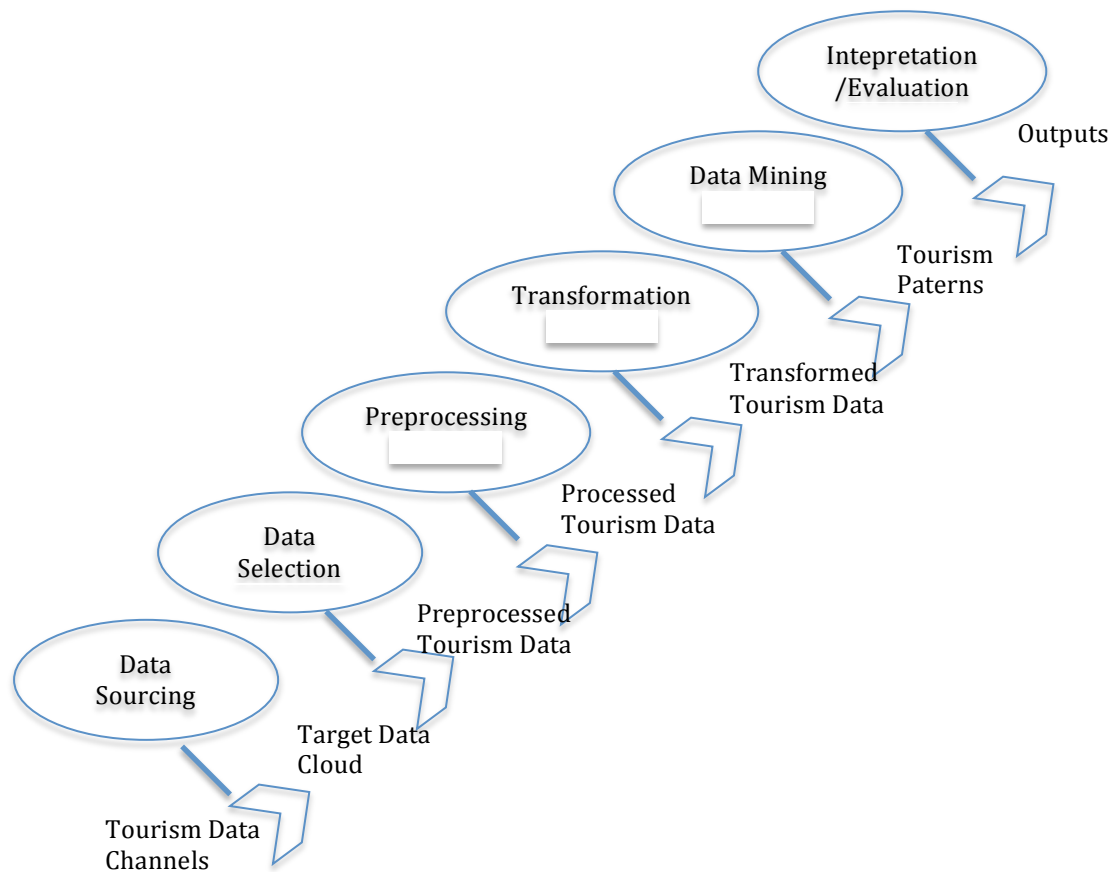 Intepretation
/Evaluation
Outputs
Data Mining
Tourism
Paterns
Transformation
Transformed
Tourism Data
Preprocessing
Processed
Tourism Data
Data
Selection
Preprocessed
Tourism Data
Data
Sourcing
Target Data
Cloud
Tourism Data
Channels